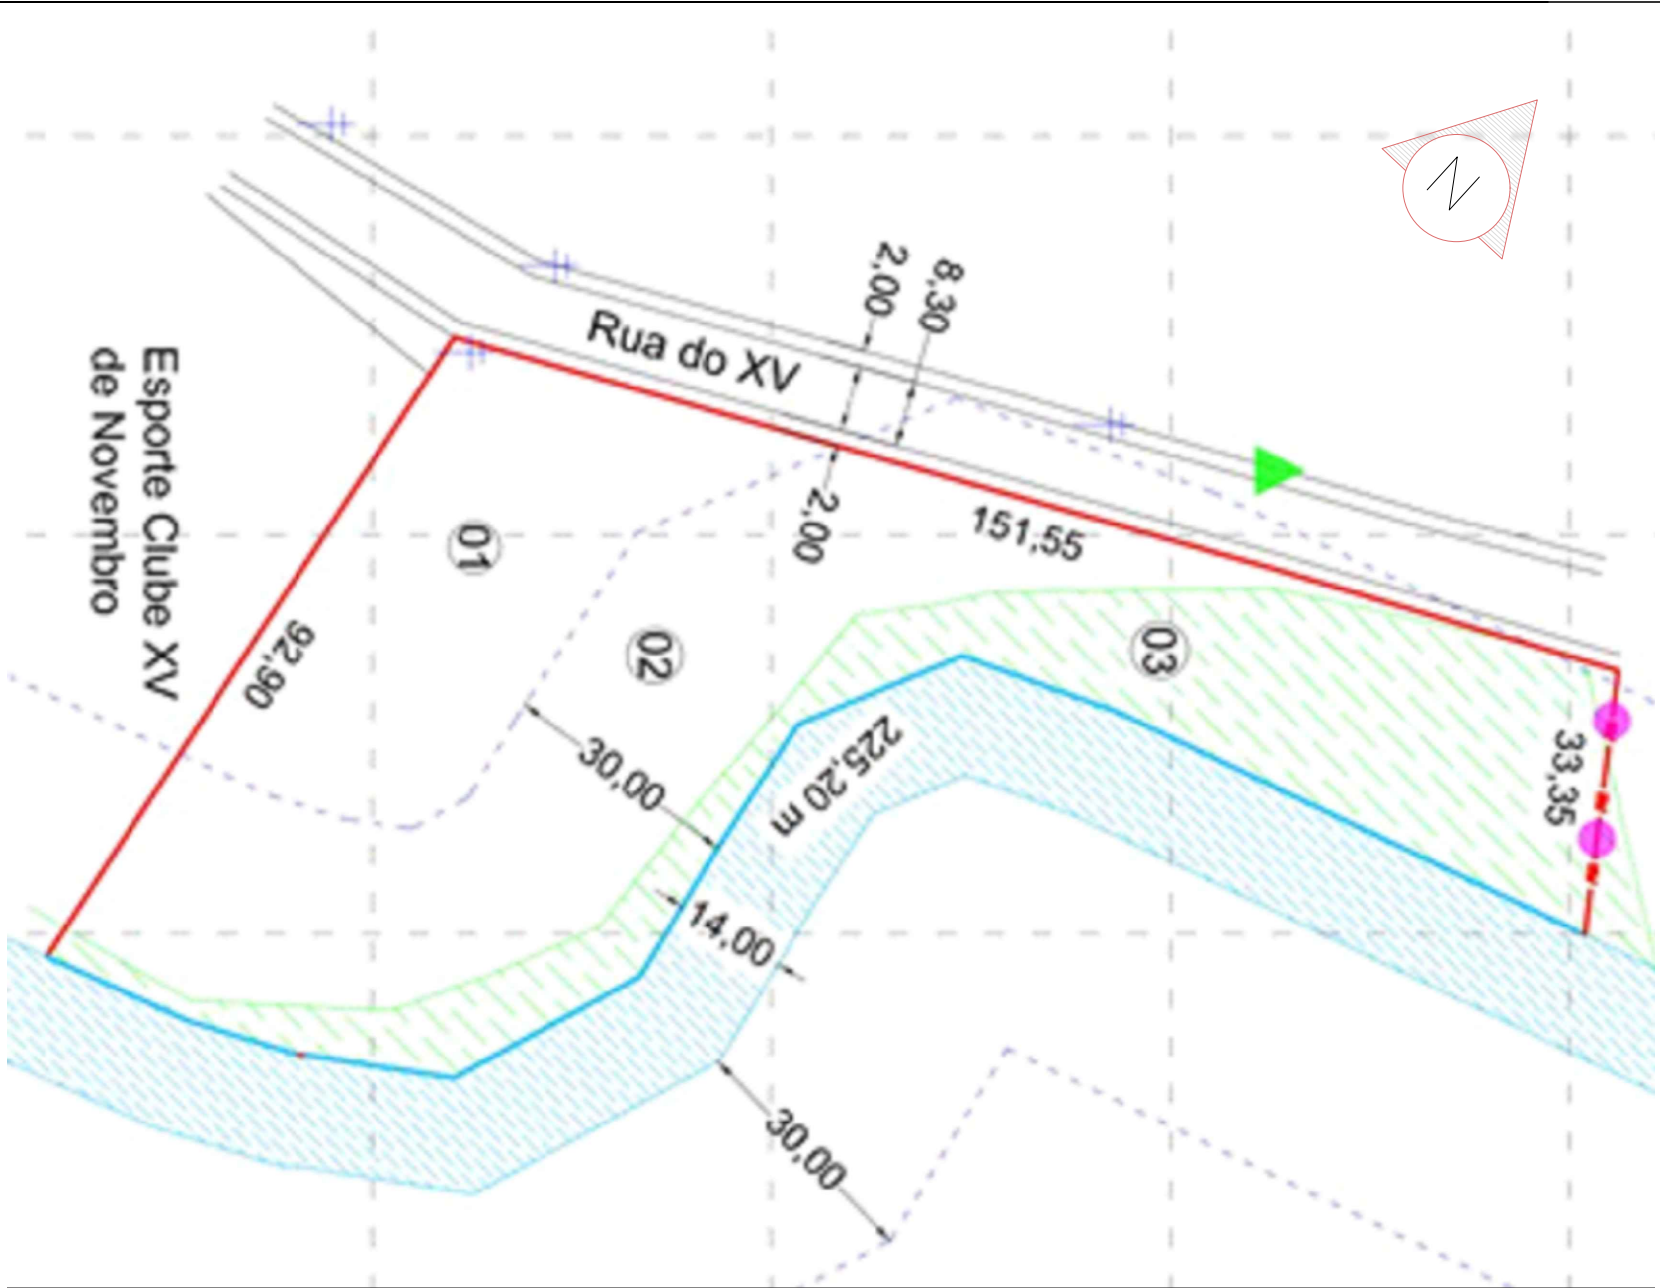 N
2,00
8,30
Rua do XV
2,00
151,55
Esporte Clube XV
de Novembro
01
02
03
92,90
30,00
225,20 m
33,35
14,00
30,00